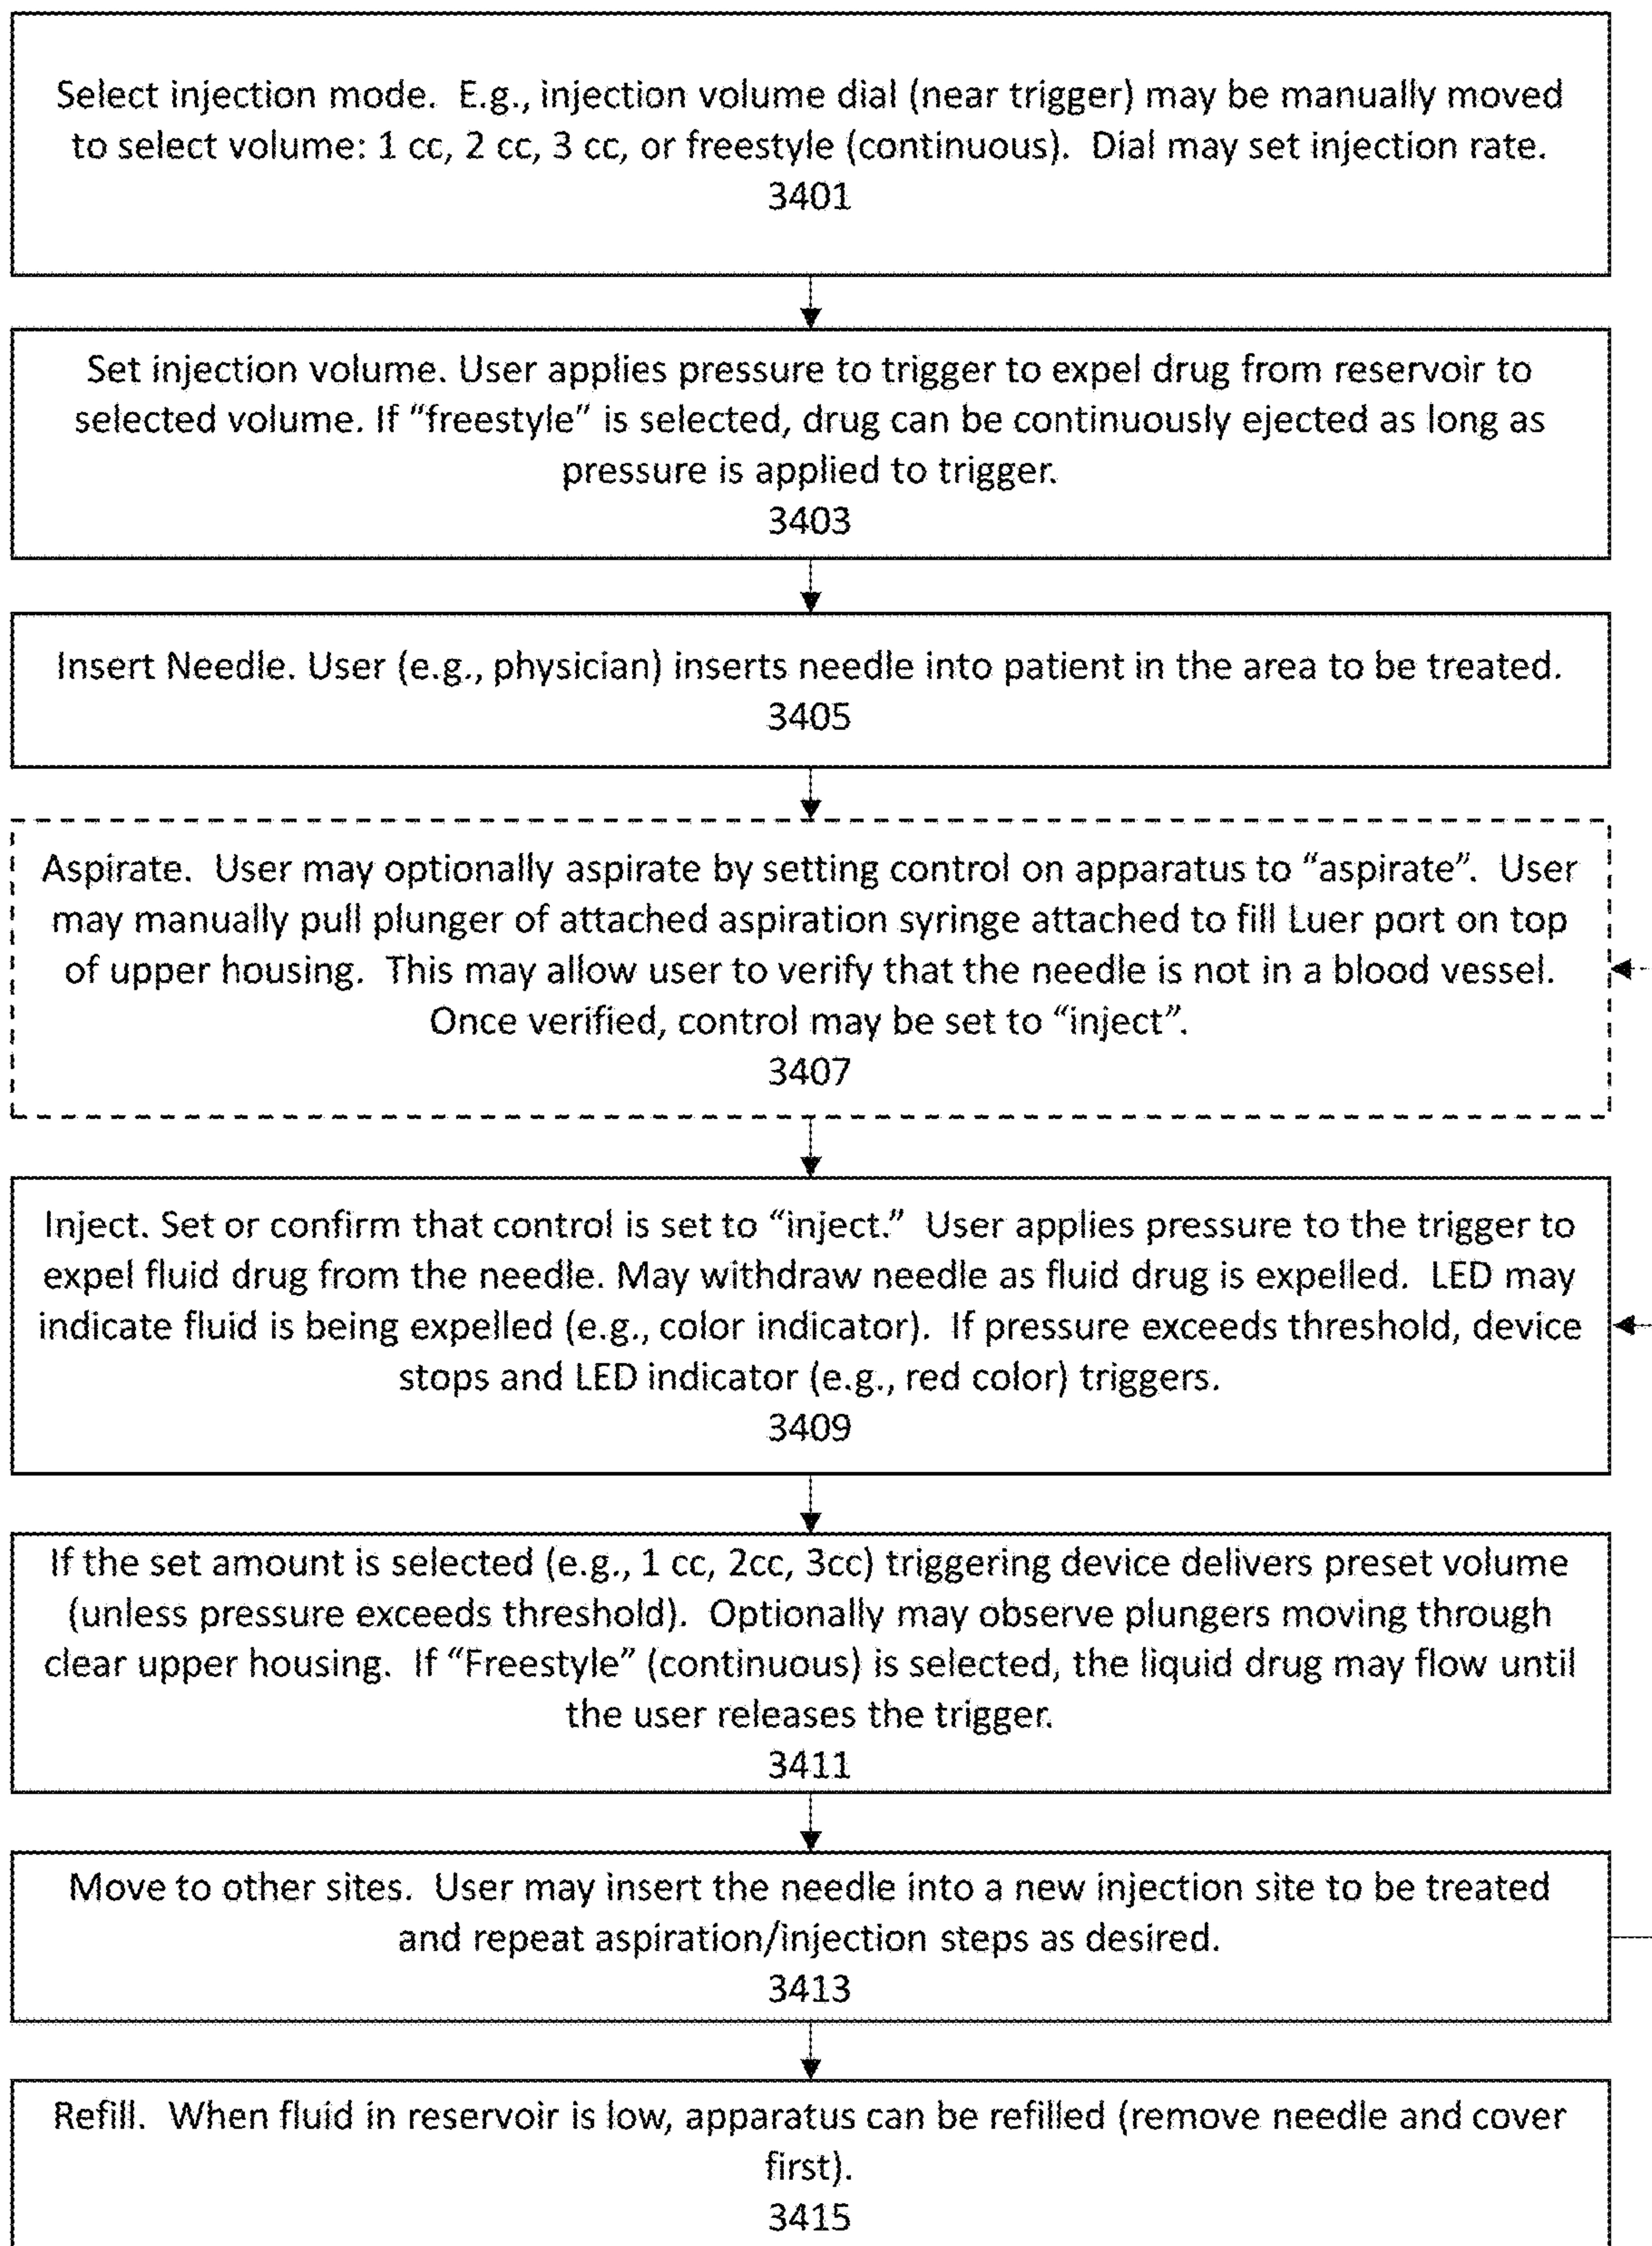 Select injection mode.  E.g., injection volume dial (near trigger) may be manually moved
to select volume: 1 cc, 2 cc, 3 cc, or freestyle (continuous).  Dial may set injection rate.
3401
Set injection volume. User applies pressure to trigger to expel drug from reservoir to
selected volume. If “freestyle” is selected, drug can be continuously ejected as long as
pressure is applied to trigger.
3403
Insert Needle. User (e.g., physician) inserts needle into patient in the area to be treated.
3405
Aspirate.  User may optionally aspirate by setting control on apparatus to “aspirate”.  User
may manually pull plunger of attached aspiration syringe attached to fill Luer port on top
of upper housing.  This may allow user to verify that the needle is not in a blood vessel.
Once verified, control may be set to “inject”.
3407
Inject. Set or confirm that control is set to “inject.”  User applies pressure to the trigger to
expel fluid drug from the needle. May withdraw needle as fluid drug is expelled.  LED may
indicate fluid is being expelled (e.g., color indicator).  If pressure exceeds threshold, device
stops and LED indicator (e.g., red color) triggers.
3409
If the set amount is selected (e.g., 1 cc, 2cc, 3cc) triggering device delivers preset volume
(unless pressure exceeds threshold).  Optionally may observe plungers moving through
clear upper housing.  If “Freestyle” (continuous) is selected, the liquid drug may flow until
the user releases the trigger.
3411
Move to other sites.  User may insert the needle into a new injection site to be treated
and repeat aspiration/injection steps as desired.
3413
Refill.  When fluid in reservoir is low, apparatus can be refilled (remove needle and cover
first).
3415